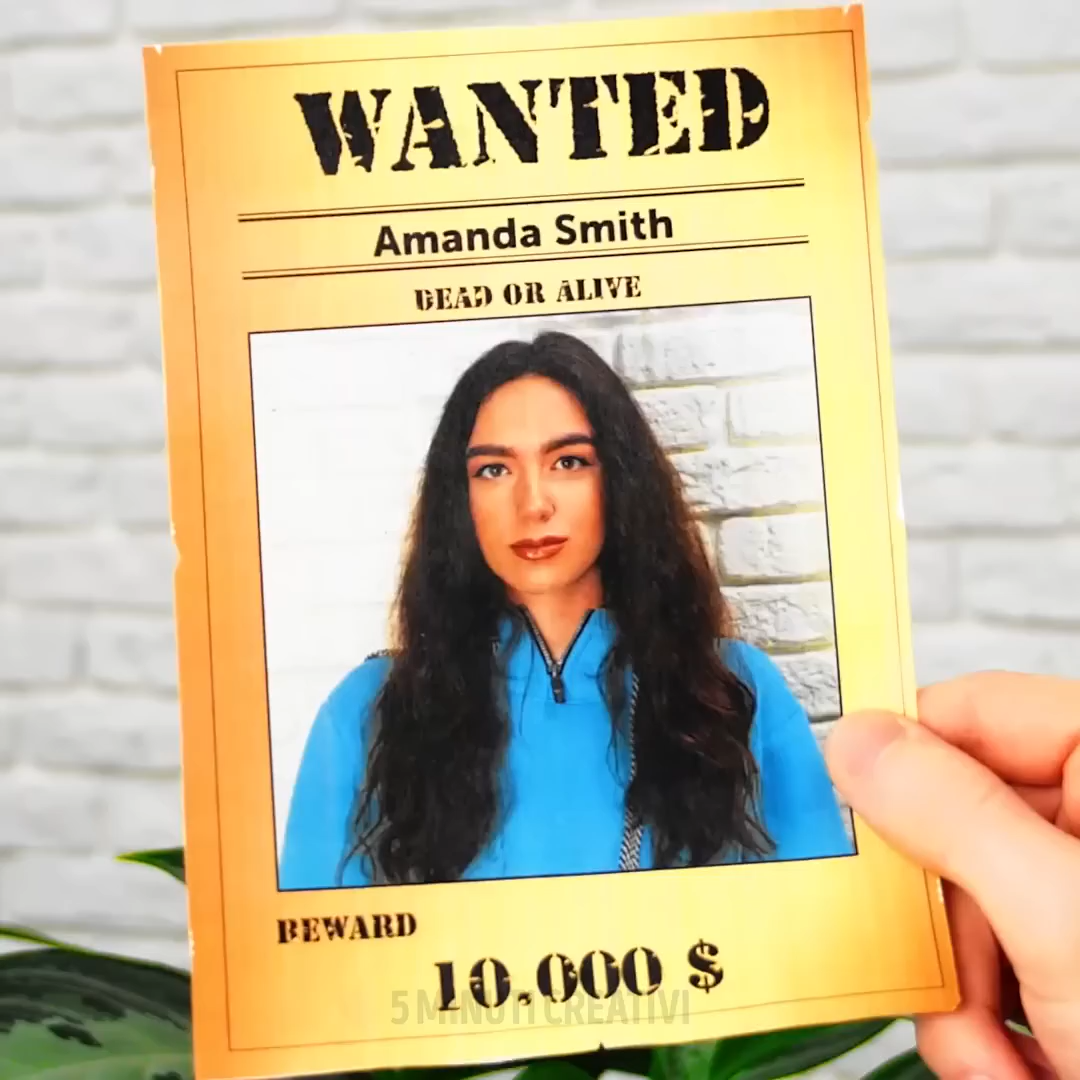 WANTED
Amanda Smith
DEAD OR ALIVE
REWARD
10.000 $
5 MINUTI CREATIVI